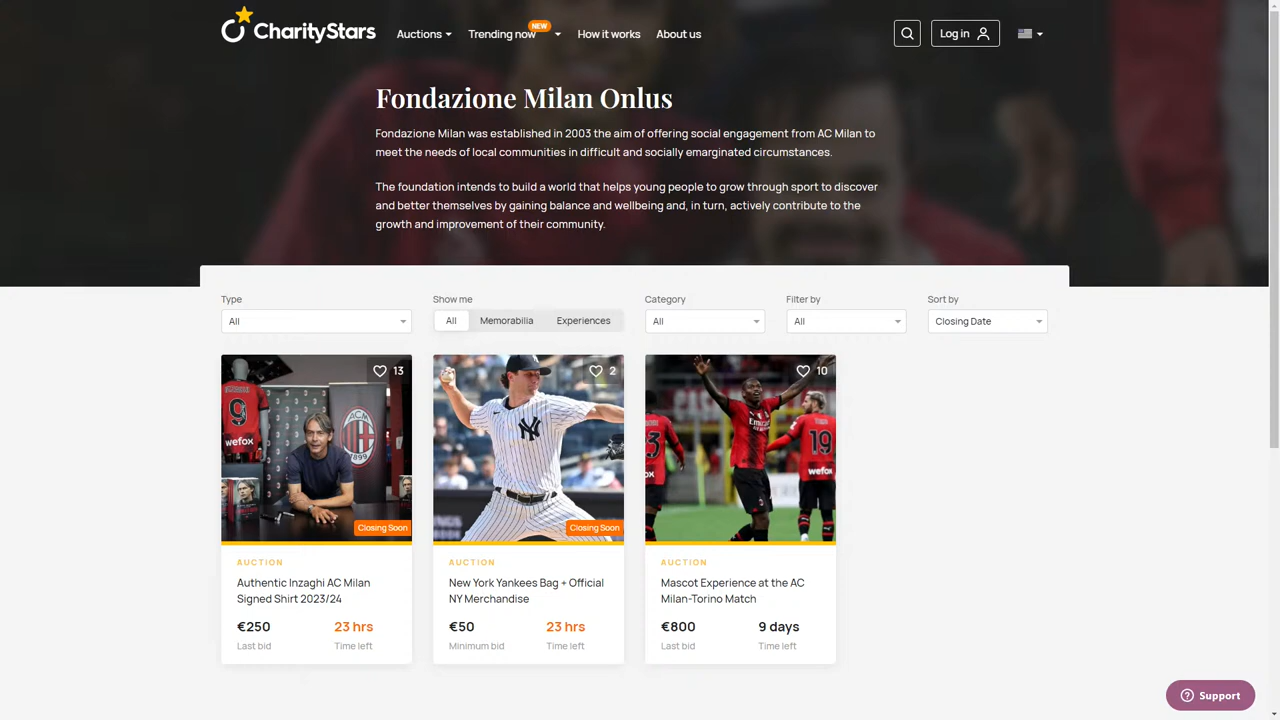 CharityStars
Auctions
Trending now
NEW
How it works
About us
Log in
Fondazione Milan Onlus
Fondazione Milan was established in 2003 the aim of offering social engagement from AC Milan to
meet the needs of local communities in difficult and socially emarginated circumstances.
The foundation intends to build a world that helps young people to grow through sport to discover
and better themselves by gaining balance and wellbeing and, in turn, actively contribute to the
growth and improvement of their community.
Type
All
Show me
All
Memorabilia
Experiences
Category
All
Filter by
All
Sort by
Closing Date
13
9
wefox
ACM
1899
Closing Soon
AUCTION
Authentic Inzaghi AC Milan
Signed Shirt 2023/24
€250
23 hrs
Last bid
Time left
2
NY
Closing Soon
AUCTION
New York Yankees Bag + Official
NY Merchandise
€50
23 hrs
Minimum bid
Time left
10
19
wefox
AUCTION
Mascot Experience at the AC
Milan-Torino Match
€800
9 days
Last bid
Time left
Support